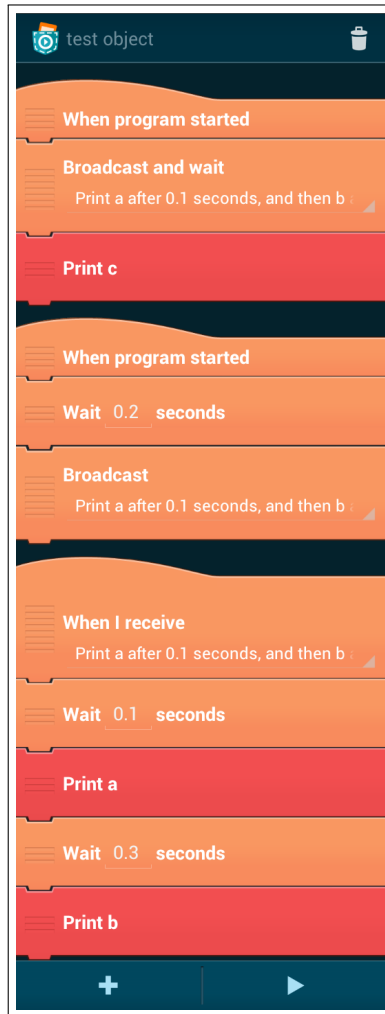 test object
When program started
Broadcast and wait
Print a after 0.1 seconds, and then b
Print c
When program started
Wait 0.2 seconds
Broadcast
Print a after 0.1 seconds, and then b
When I receive
Print a after 0.1 seconds, and then b
Wait 0.1 seconds
Print a
Wait 0.3 seconds
Print b